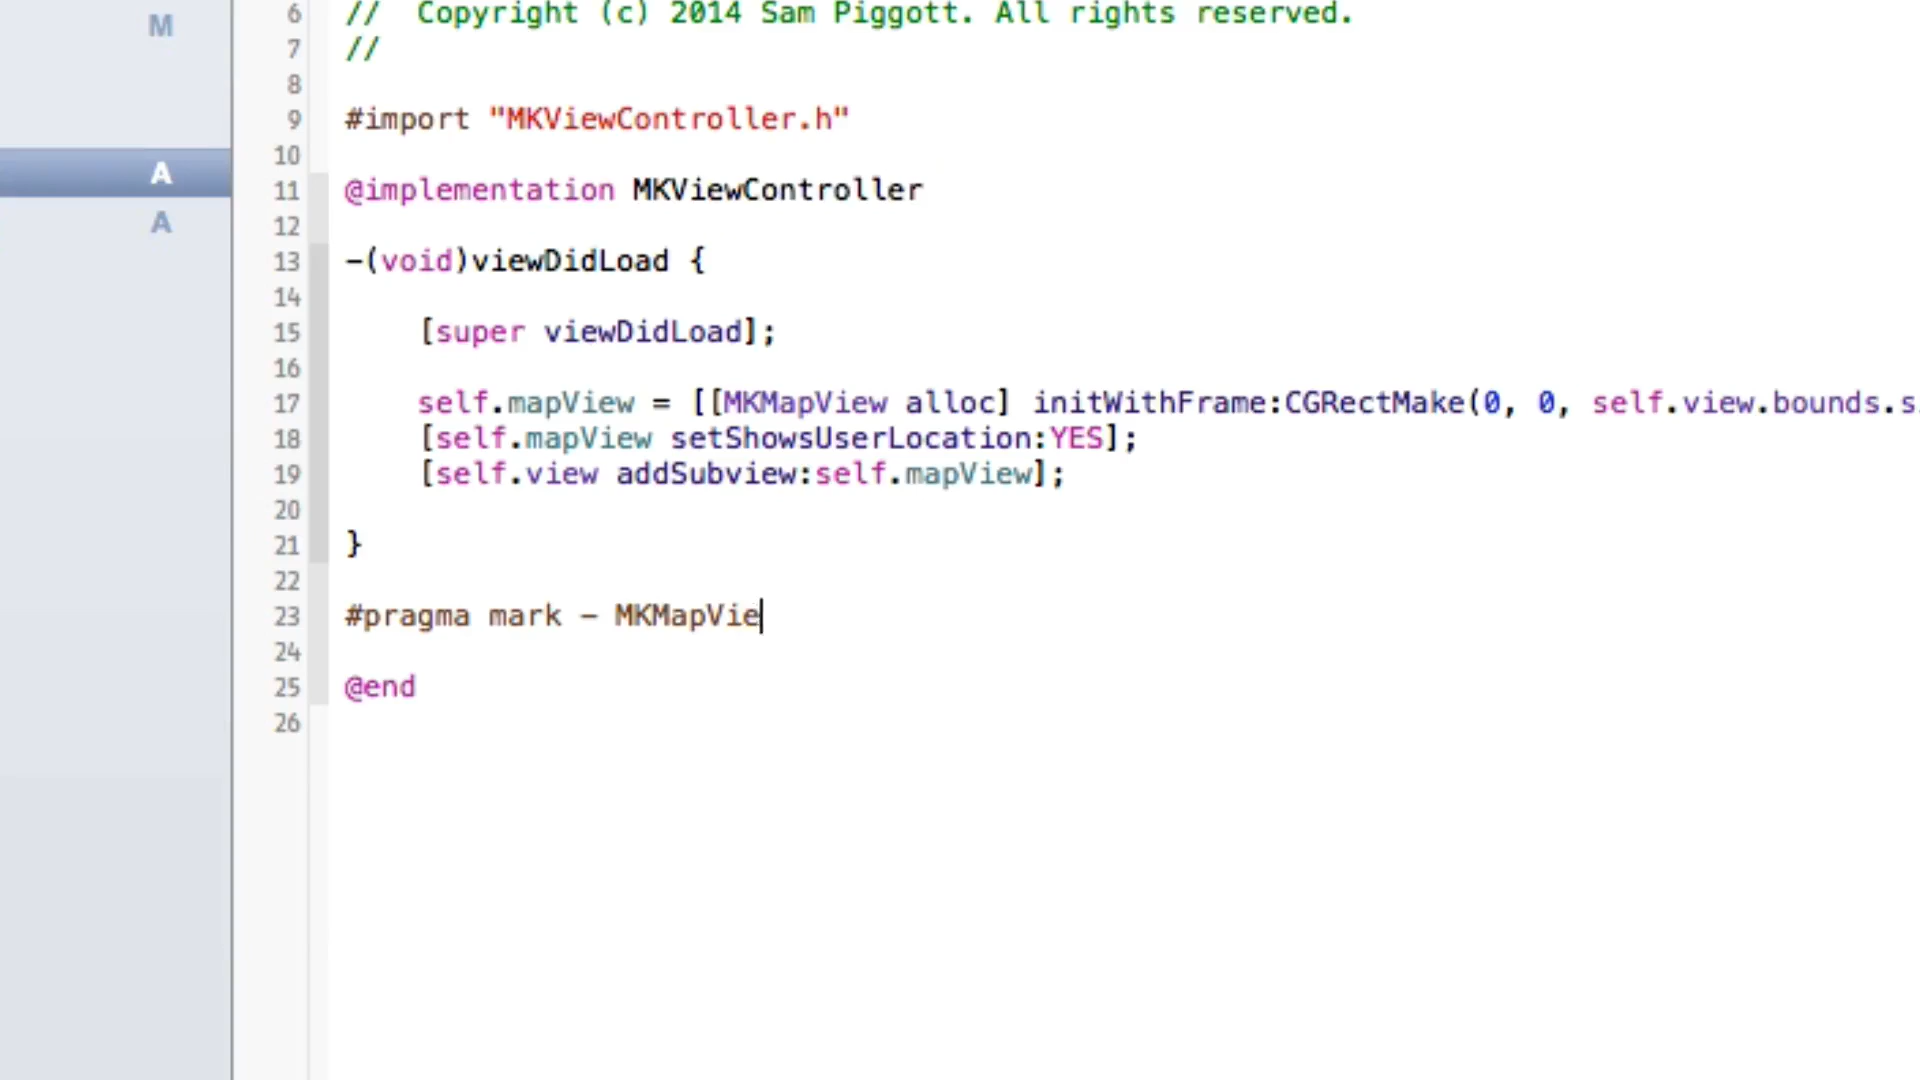 M
A
A
6 //  Copyright (c) 2014 Sam Piggott. All rights reserved.
7 //
8
9 #import "MKViewController.h"
10
11 @implementation MKViewController
12
13 -(void)viewDidLoad {
14
15     [super viewDidLoad];
16
17     self.mapView = [[MKMapView alloc] initWithFrame:CGRectMake(0, 0, self.view.bounds.s
18     [self.mapView setShowsUserLocation:YES];
19     [self.view addSubview:self.mapView];
20
21 }
22
23 #pragma mark - MKMapVie
24
25 @end
26